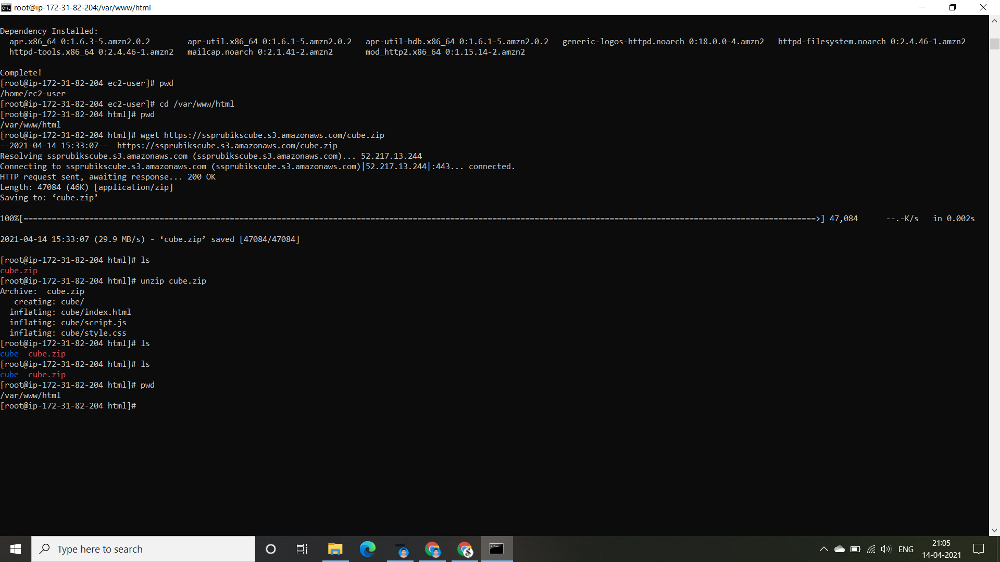 root@ip-172-31-82-204:/var/www/html
Dependency Installed:
  apr.x86_64 0:1.6.3-5.amzn2.0.2        apr-util.x86_64 0:1.6.1-5.amzn2.0.2   apr-util-bdb.x86_64 0:1.6.1-5.amzn2.0.2   generic-logos-httpd.noarch 0:18.0.0-4.amzn2   httpd-filesystem.noarch 0:2.4.46-1.amzn2
  httpd-tools.x86_64 0:2.4.46-1.amzn2   mailcap.noarch 0:2.1.41-2.amzn2       mod_http2.x86_64 0:1.15.14-2.amzn2
Complete!
[root@ip-172-31-82-204 ec2-user]# pwd
/home/ec2-user
[root@ip-172-31-82-204 ec2-user]# cd /var/www/html
[root@ip-172-31-82-204 html]# pwd
/var/www/html
[root@ip-172-31-82-204 html]# wget https://ssprubikscube.s3.amazonaws.com/cube.zip
--2021-04-14 15:33:07--  https://ssprubikscube.s3.amazonaws.com/cube.zip
Resolving ssprubikscube.s3.amazonaws.com (ssprubikscube.s3.amazonaws.com)... 52.217.13.244
Connecting to ssprubikscube.s3.amazonaws.com (ssprubikscube.s3.amazonaws.com)|52.217.13.244|:443... connected.
HTTP request sent, awaiting response... 200 OK
Length: 47084 (46K) [application/zip]
Saving to: ‘cube.zip’
100%[=========================================================================================================================================================================>] 47,084      --.-K/s   in 0.002s
2021-04-14 15:33:07 (29.9 MB/s) - ‘cube.zip’ saved [47084/47084]
[root@ip-172-31-82-204 html]# ls
cube.zip
[root@ip-172-31-82-204 html]# unzip cube.zip
Archive:  cube.zip
   creating: cube/
  inflating: cube/index.html
  inflating: cube/script.js
  inflating: cube/style.css
[root@ip-172-31-82-204 html]# ls
cube  cube.zip
[root@ip-172-31-82-204 html]# ls
cube  cube.zip
[root@ip-172-31-82-204 html]# pwd
/var/www/html
[root@ip-172-31-82-204 html]#
Type here to search
ENG
21:05
14-04-2021